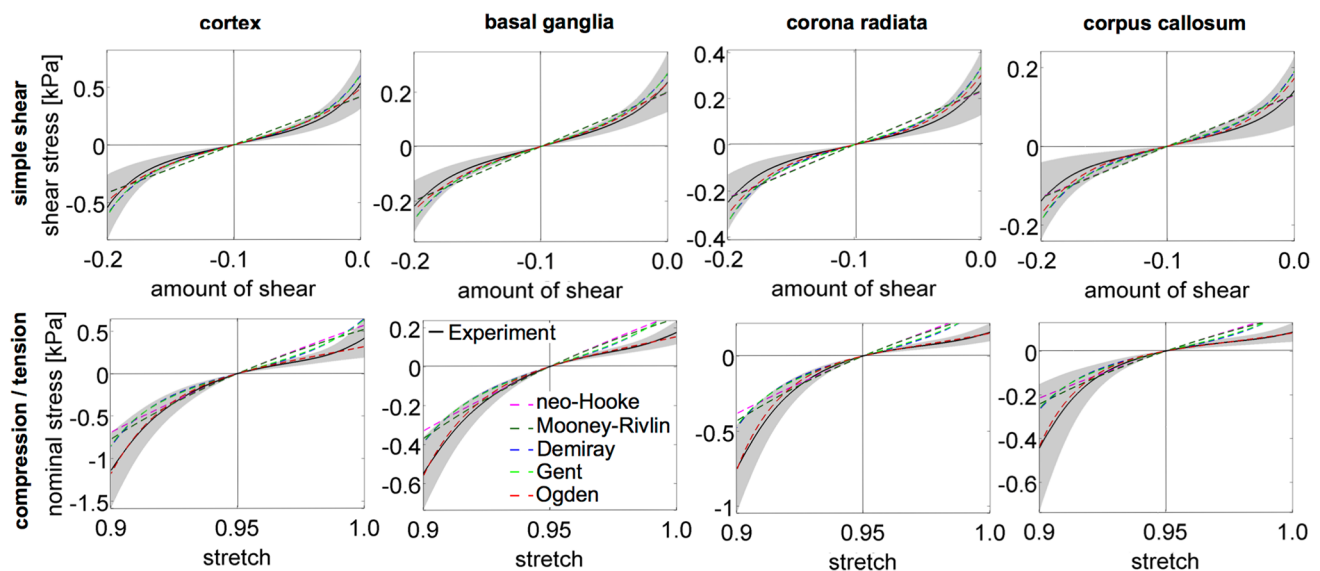 cortex
basal ganglia
corona radiata
corpus callosum
simple shear
shear stress [kPa]
0.5
0
-0.5
-0.2
-0.1
0.0
amount of shear
0.2
0
-0.2
-0.2
-0.1
0.0
amount of shear
0.4
0.2
0
-0.2
-0.4
-0.2
-0.1
0.0
amount of shear
0.2
0
-0.2
-0.2
-0.1
0.0
amount of shear
compression / tension
nominal stress [kPa]
0.5
0
-0.5
-1
-1.5
0.9
0.95
1.0
stretch
0.2
0
-0.2
-0.4
-0.6
Experiment
neo-Hooke
Mooney-Rivlin
Demiray
Gent
Ogden
0.9
0.95
1.0
stretch
0
-0.5
-1
0.9
0.95
1.0
stretch
0
-0.2
-0.4
-0.6
0.9
0.95
1.0
stretch